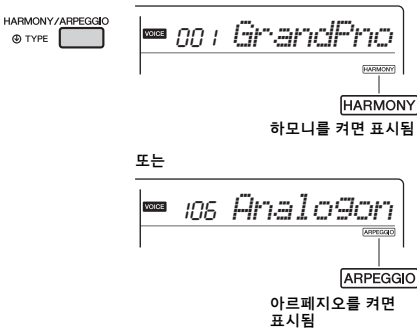 HARMONY/ARPEGGIO
TYPE
VOICE 001 GrandPno
HARMONY
HARMONY
하모니를 켜면 표시됨
또는
VOICE 106 Analogon
ARPEGGIO
ARPEGGIO
아르페지오를 켜면
표시됨